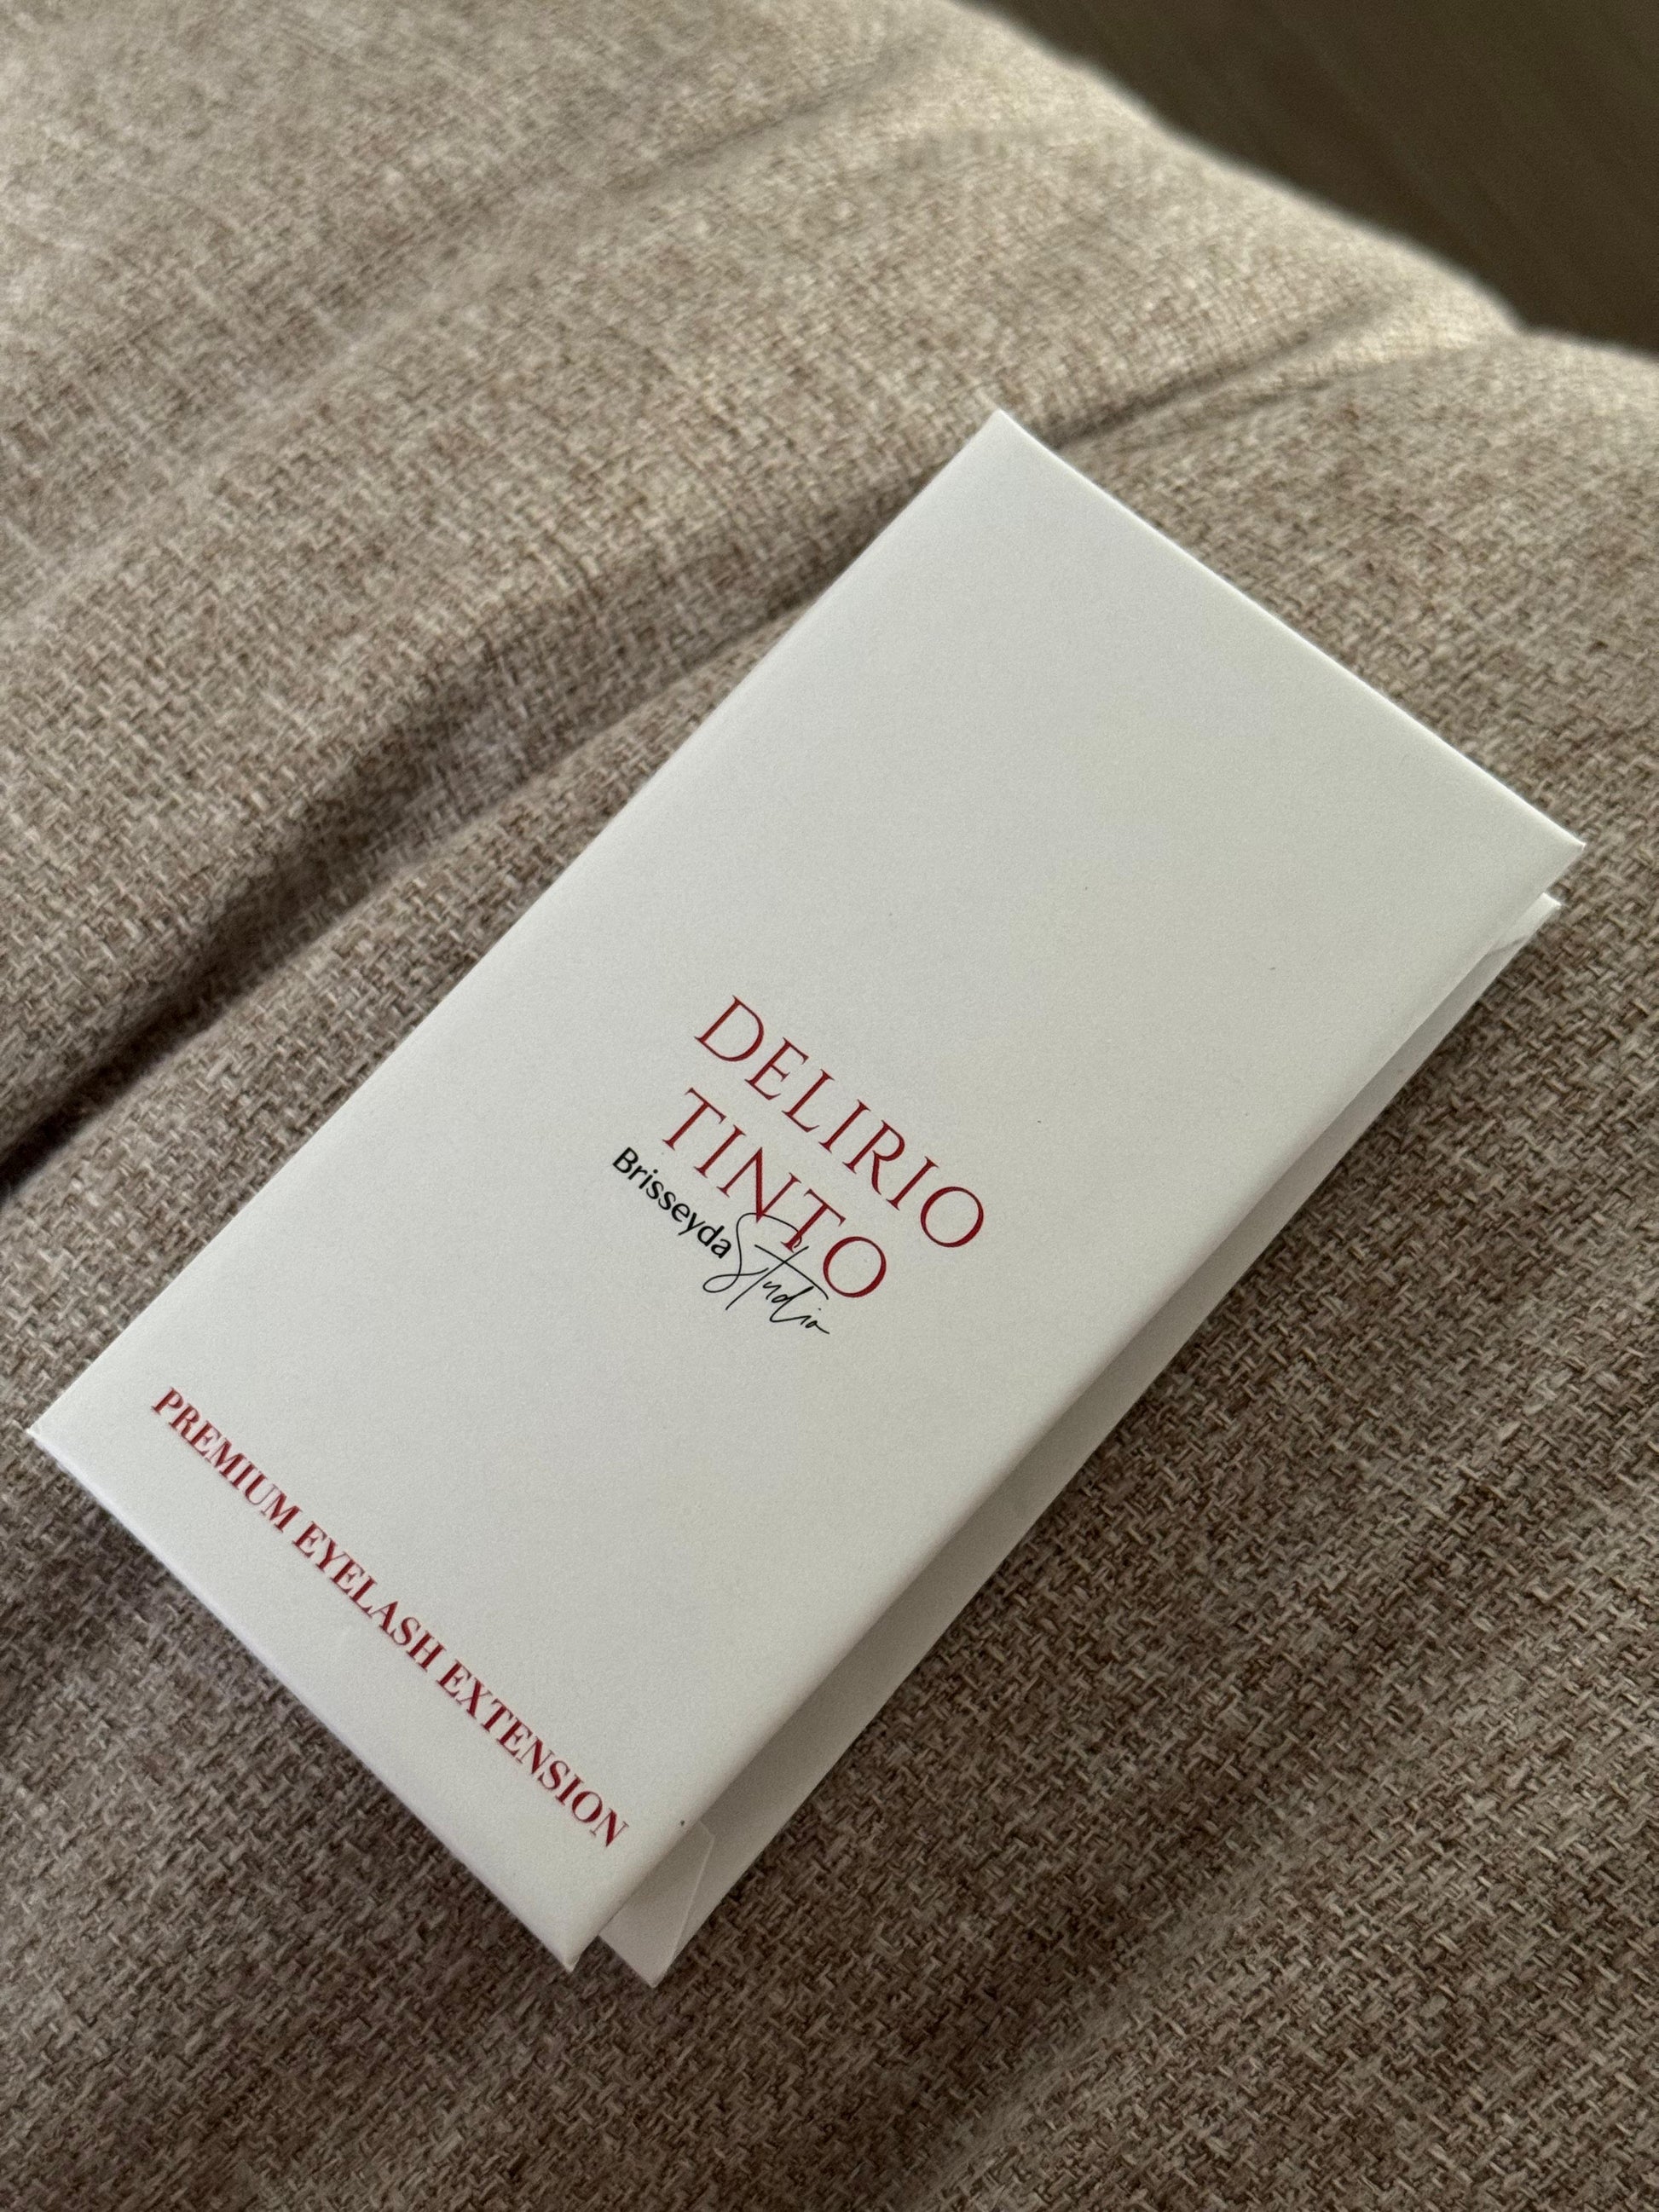 DELIRIO
TINTO
Brisseyda Studio
PREMIUM EYELASH EXTENSION